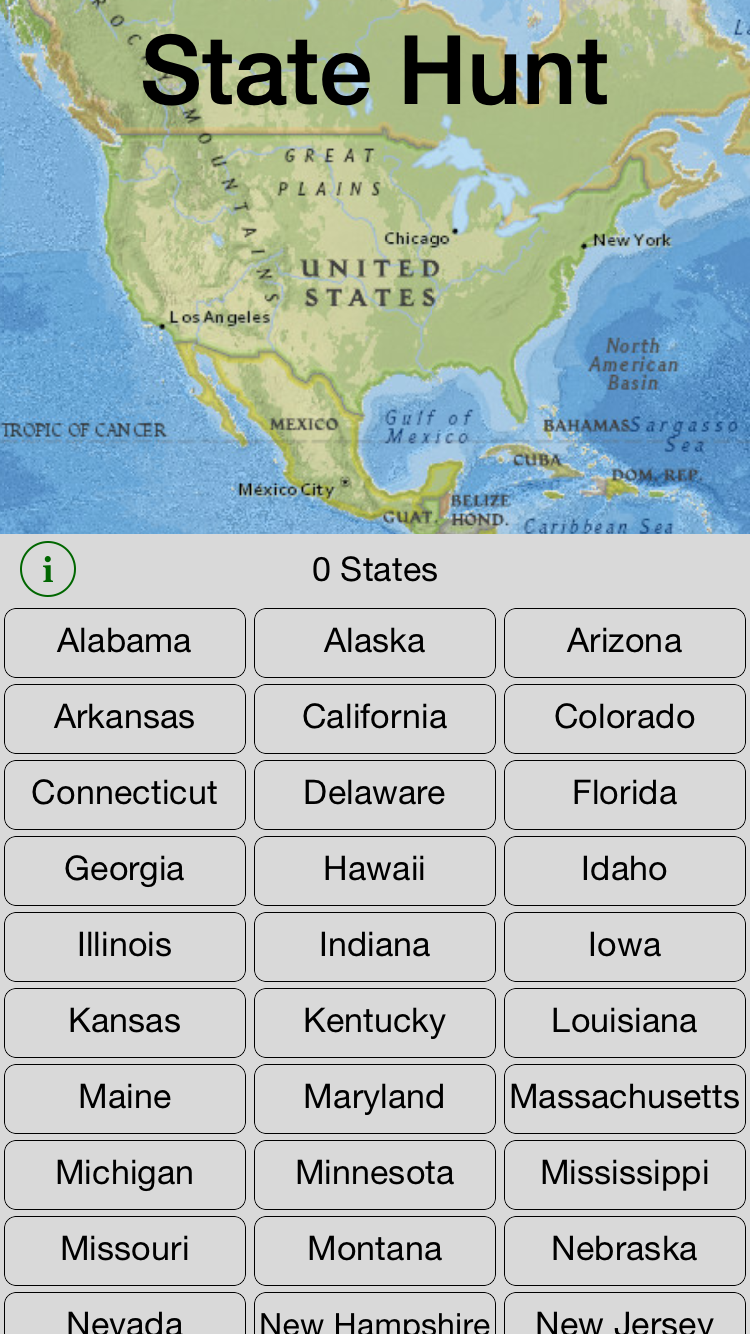 State Hunt
ROCKY MOUNTAINS
GREAT
PLAINS
Chicago
New York
UNITED
STATES
Los Angeles
North
American
Basin
TROPIC OF CANCER
MEXICO
Gulf of
Mexico
BAHAMAS
Sargasso
Sea
CUBA
DOM. REP.
México City
BELIZE
GUAT.
HOND.
Caribbean Sea
i
0 States
Alabama
Alaska
Arizona
Arkansas
California
Colorado
Connecticut
Delaware
Florida
Georgia
Hawaii
Idaho
Illinois
Indiana
Iowa
Kansas
Kentucky
Louisiana
Maine
Maryland
Massachusetts
Michigan
Minnesota
Mississippi
Missouri
Montana
Nebraska
Nevada
New Hampshire
New Jersey